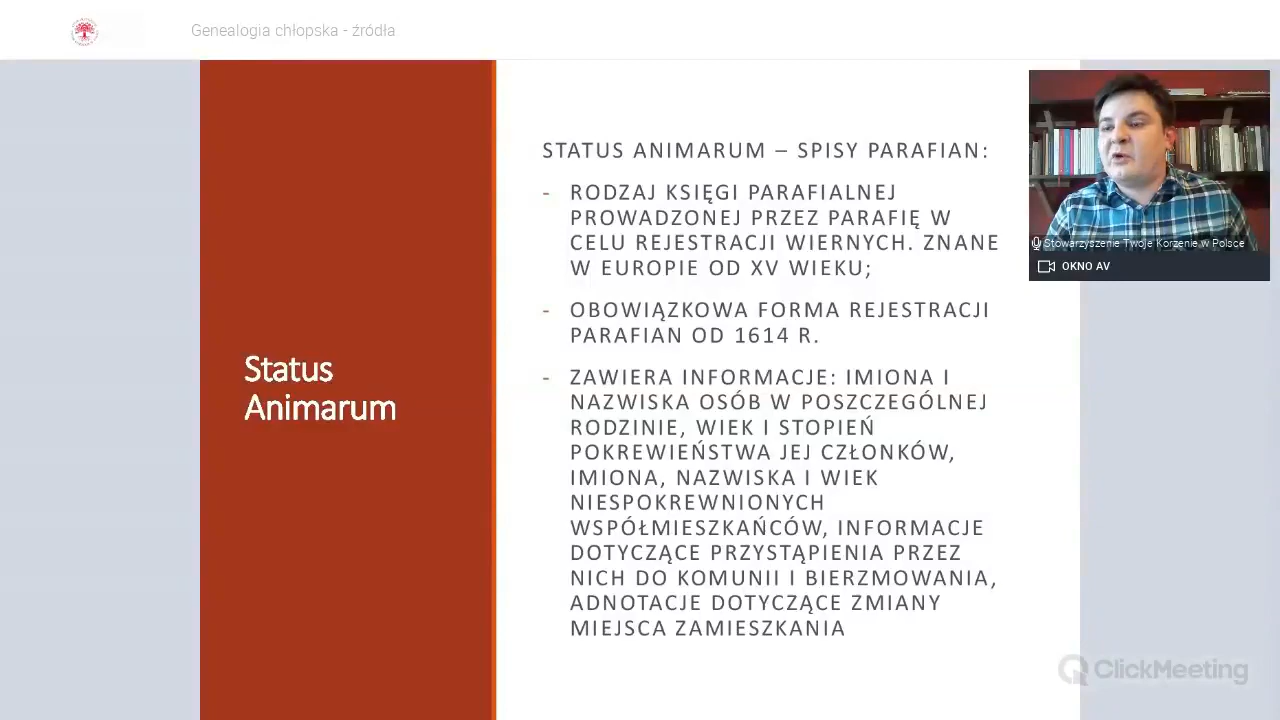 Genealogia chłopska - źródła
Status
Animarum
STATUS ANIMARUM – SPISY PARAFIAN:
- RODZAJ KSIĘGI PARAFIALNEJ
PROWADZONEJ PRZEZ PARAFIĘ W
CELU REJESTRACJI WIERNYCH. ZNANE
W EUROPIE OD XV WIEKU;
- OBOWIĄZKOWA FORMA REJESTRACJI
PARAFIAN OD 1614 R.
- ZAWIERA INFORMACJE: IMIONA I
NAZWISKA OSÓB W POSZCZEGÓLNEJ
RODZINIE, WIEK I STOPIEŃ
POKREWIEŃSTWA JEJ CZŁONKÓW,
IMIONA, NAZWISKA I WIEK
NIESPOKREWNIONYCH
WSPÓŁMIESZKAŃCÓW, INFORMACJE
DOTYCZĄCE PRZYSTĄPIENIA PRZEZ
NICH DO KOMUNII I BIERZMOWANIA,
ADNOTACJE DOTYCZĄCE ZMIANY
MIEJSCA ZAMIESZKANIA
Stowarzyszenie Twoje Korzenie w Polsce
OKNO AV
ClickMeeting